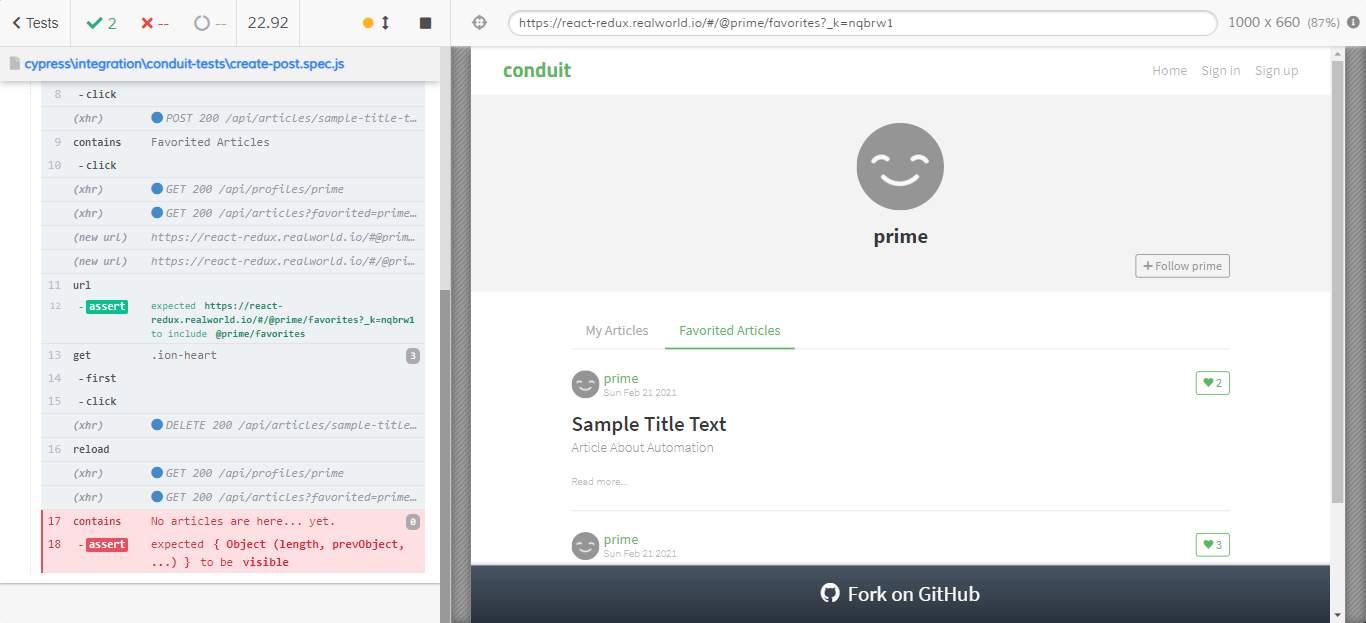 Tests
2
--
--
22.92
https://react-redux.realworld.io/#/@prime/favorites?_k=nqbrw1
1000 x 660 (87%)
cypress\integration\conduit-tests\create-post.spec.js
8 - click
(xhr) POST 200 /api/articles/sample-title-t…
9 contains Favorited Articles
10 - click
(xhr) GET 200 /api/profiles/prime
(xhr) GET 200 /api/articles?favorited=prime…
(new url) https://react-redux.realworld.io/#@prim…
(new url) https://react-redux.realworld.io/#/@pri…
11 url
12 - assert expected https://react-
redux.realworld.io/#/@prime/favorites?_k=nqbrw1
to include @prime/favorites
13 get .ion-heart 3
14 - first
15 - click
(xhr) DELETE 200 /api/articles/sample-title…
16 reload
(xhr) GET 200 /api/profiles/prime
(xhr) GET 200 /api/articles?favorited=prime…
17 contains No articles are here... yet. 0
18 - assert expected { Object (length, prevObject,
...) } to be visible
conduit
Home Sign in Sign up
prime
+ Follow prime
My Articles Favorited Articles
prime
Sun Feb 21 2021
2
Sample Title Text
Article About Automation
Read more...
prime
Sun Feb 21 2021
3
Fork on GitHub